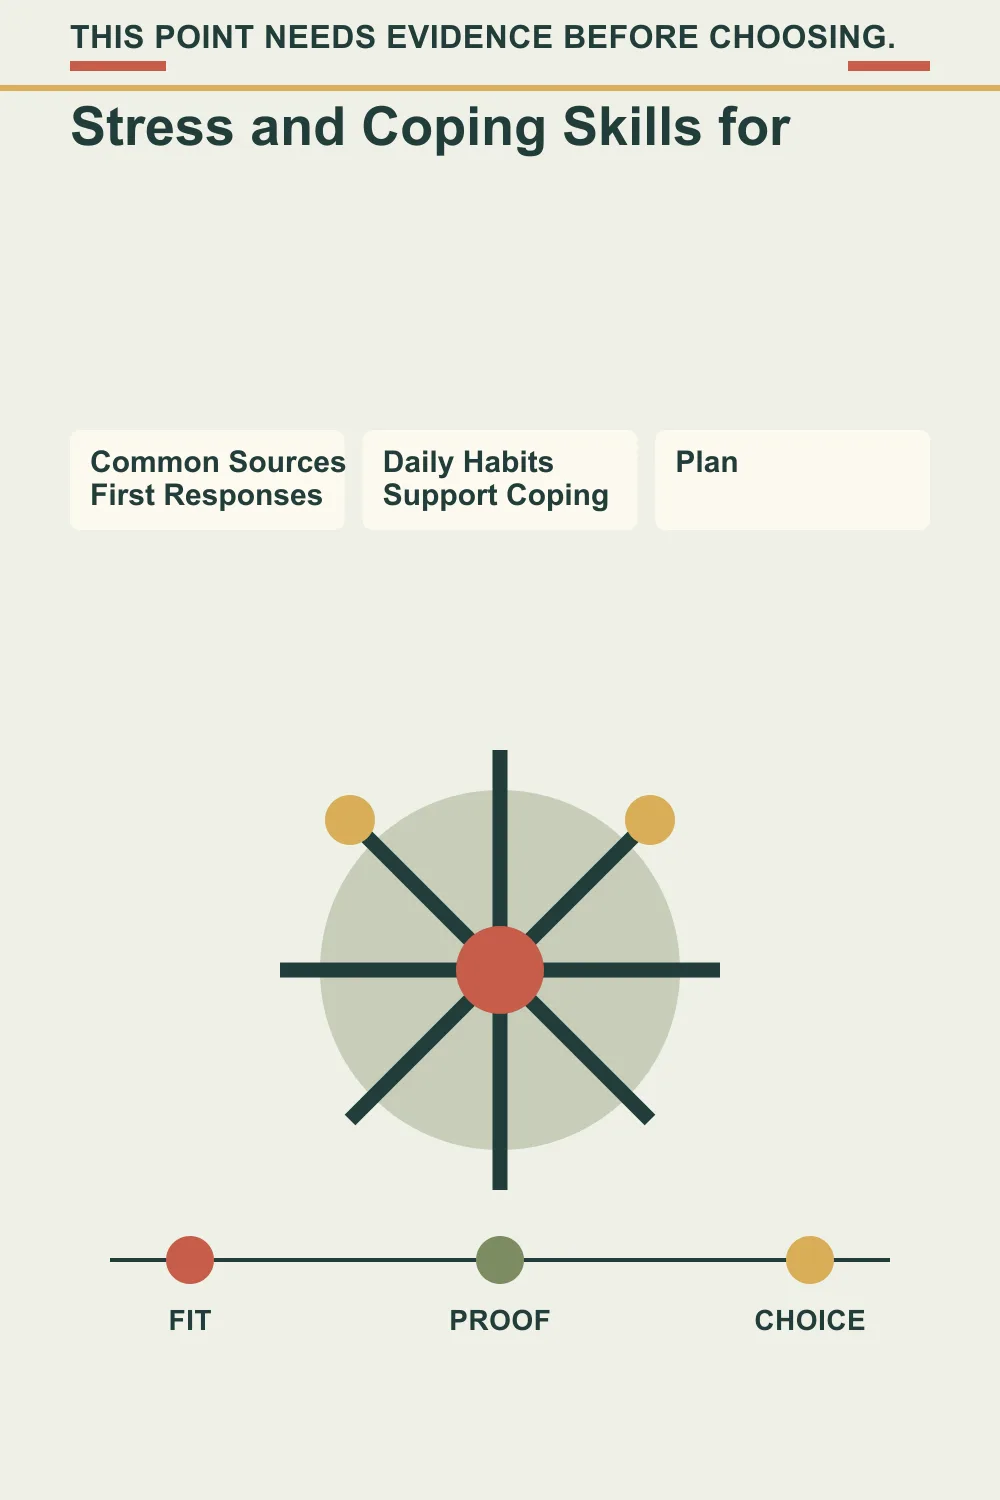 THIS POINT NEEDS EVIDENCE BEFORE CHOOSING.
Stress and Coping Skills for
Common Sources
First Responses
Daily Habits
Support Coping
Plan
FIT
PROOF
CHOICE